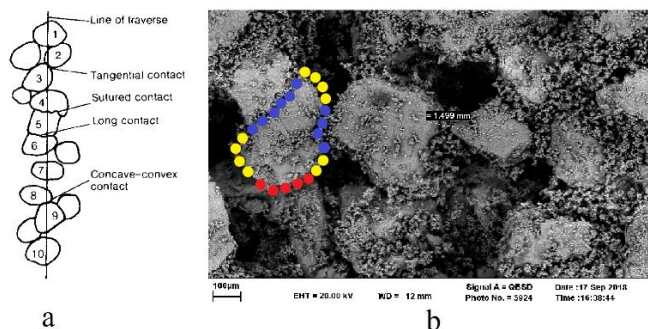 Line of traverse
1
2
Tangential contact
3
Sutured contact
4
Long contact
5
6
7
Concave-convex
contact
8
9
10
a
= 1.499 mm
100µm
EHT = 20.00 kV
WD = 12 mm
Signal A = QBSD
Photo No. = 5924
Date :17 Sep 2018
Time :16:38:44
b